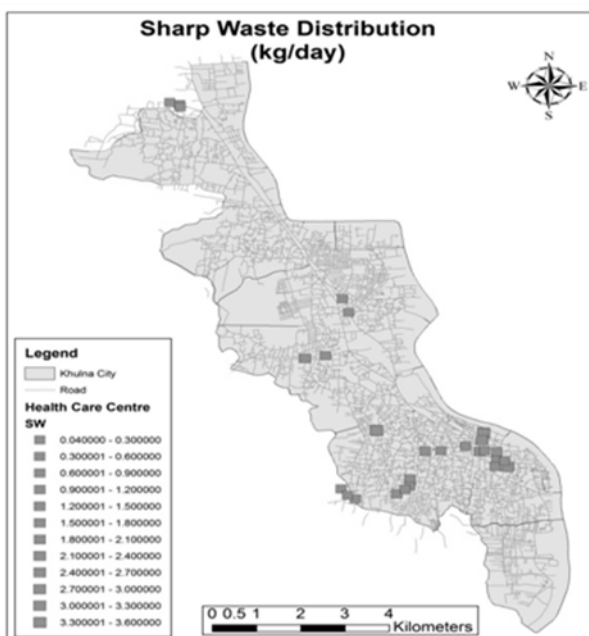 Sharp Waste Distribution
(kg/day)
N
W E
S
Legend
Khulna City
Road
Health Care Centre
SW
0.040000 - 0.300000
0.300001 - 0.600000
0.600001 - 0.900000
0.900001 - 1.200000
1.200001 - 1.500000
1.500001 - 1.800000
1.800001 - 2.100000
2.100001 - 2.400000
2.400001 - 2.700000
2.700001 - 3.000000
3.000001 - 3.300000
3.300001 - 3.600000
0 0.5 1 2 3 4
Kilometers